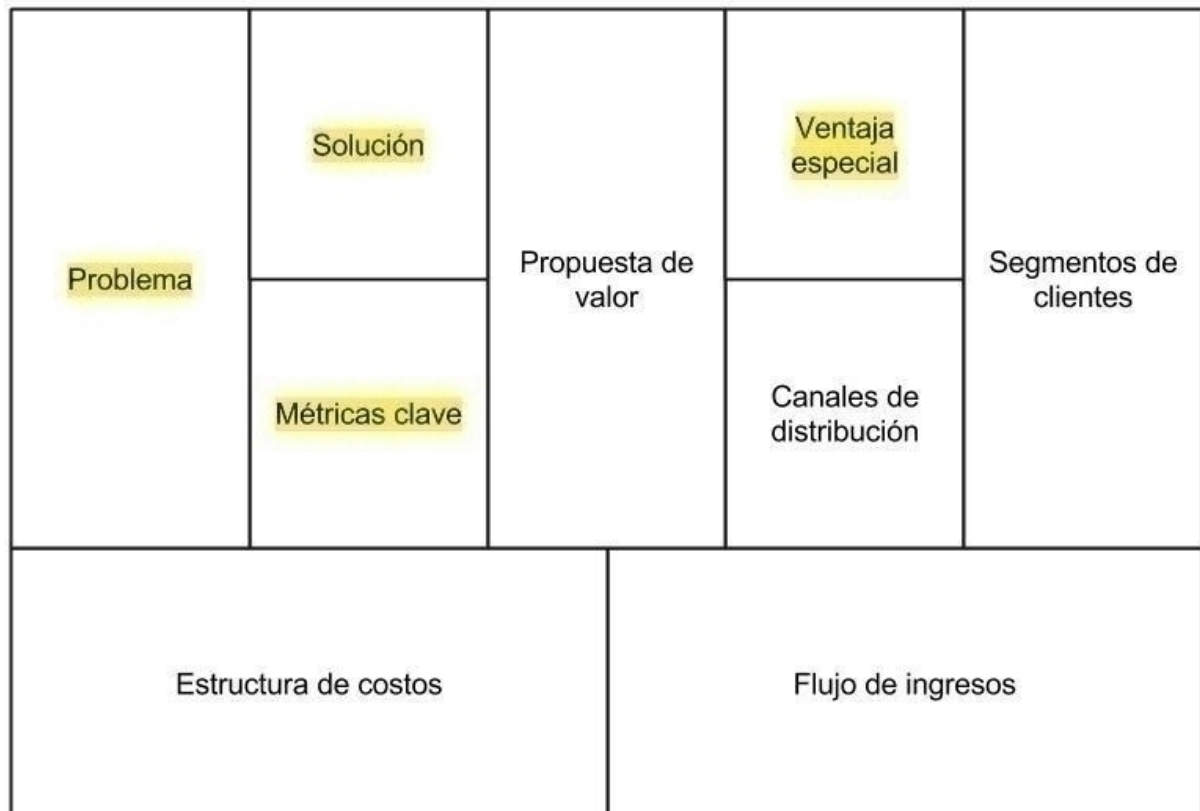 Problema
Solución
Métricas clave
Propuesta de
valor
Ventaja
especial
Canales de
distribución
Segmentos de
clientes
Estructura de costos
Flujo de ingresos